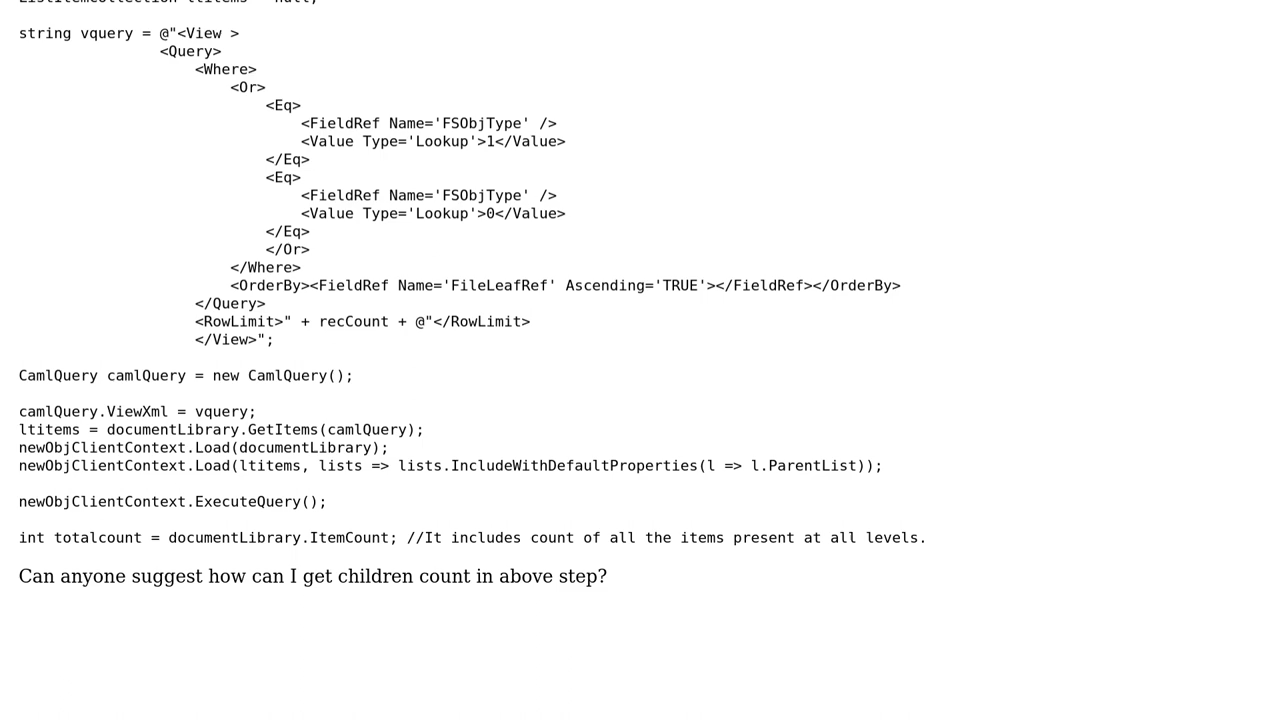 ListItemCollection ltitems = null;
string vquery = @"<View >
<Query>
<Where>
<Or>
<Eq>
<FieldRef Name='FSObjType' />
<Value Type='Lookup'>1</Value>
</Eq>
<Eq>
<FieldRef Name='FSObjType' />
<Value Type='Lookup'>0</Value>
</Eq>
</Or>
</Where>
<OrderBy><FieldRef Name='FileLeafRef' Ascending='TRUE'></FieldRef></OrderBy>
</Query>
<RowLimit>" + recCount + @"</RowLimit>
</View>";
CamlQuery camlQuery = new CamlQuery();
camlQuery.ViewXml = vquery;
ltitems = documentLibrary.GetItems(camlQuery);
newObjClientContext.Load(documentLibrary);
newObjClientContext.Load(ltitems, lists => lists.IncludeWithDefaultProperties(l => l.ParentList));
newObjClientContext.ExecuteQuery();
int totalcount = documentLibrary.ItemCount; //It includes count of all the items present at all levels.
Can anyone suggest how can I get children count in above step?